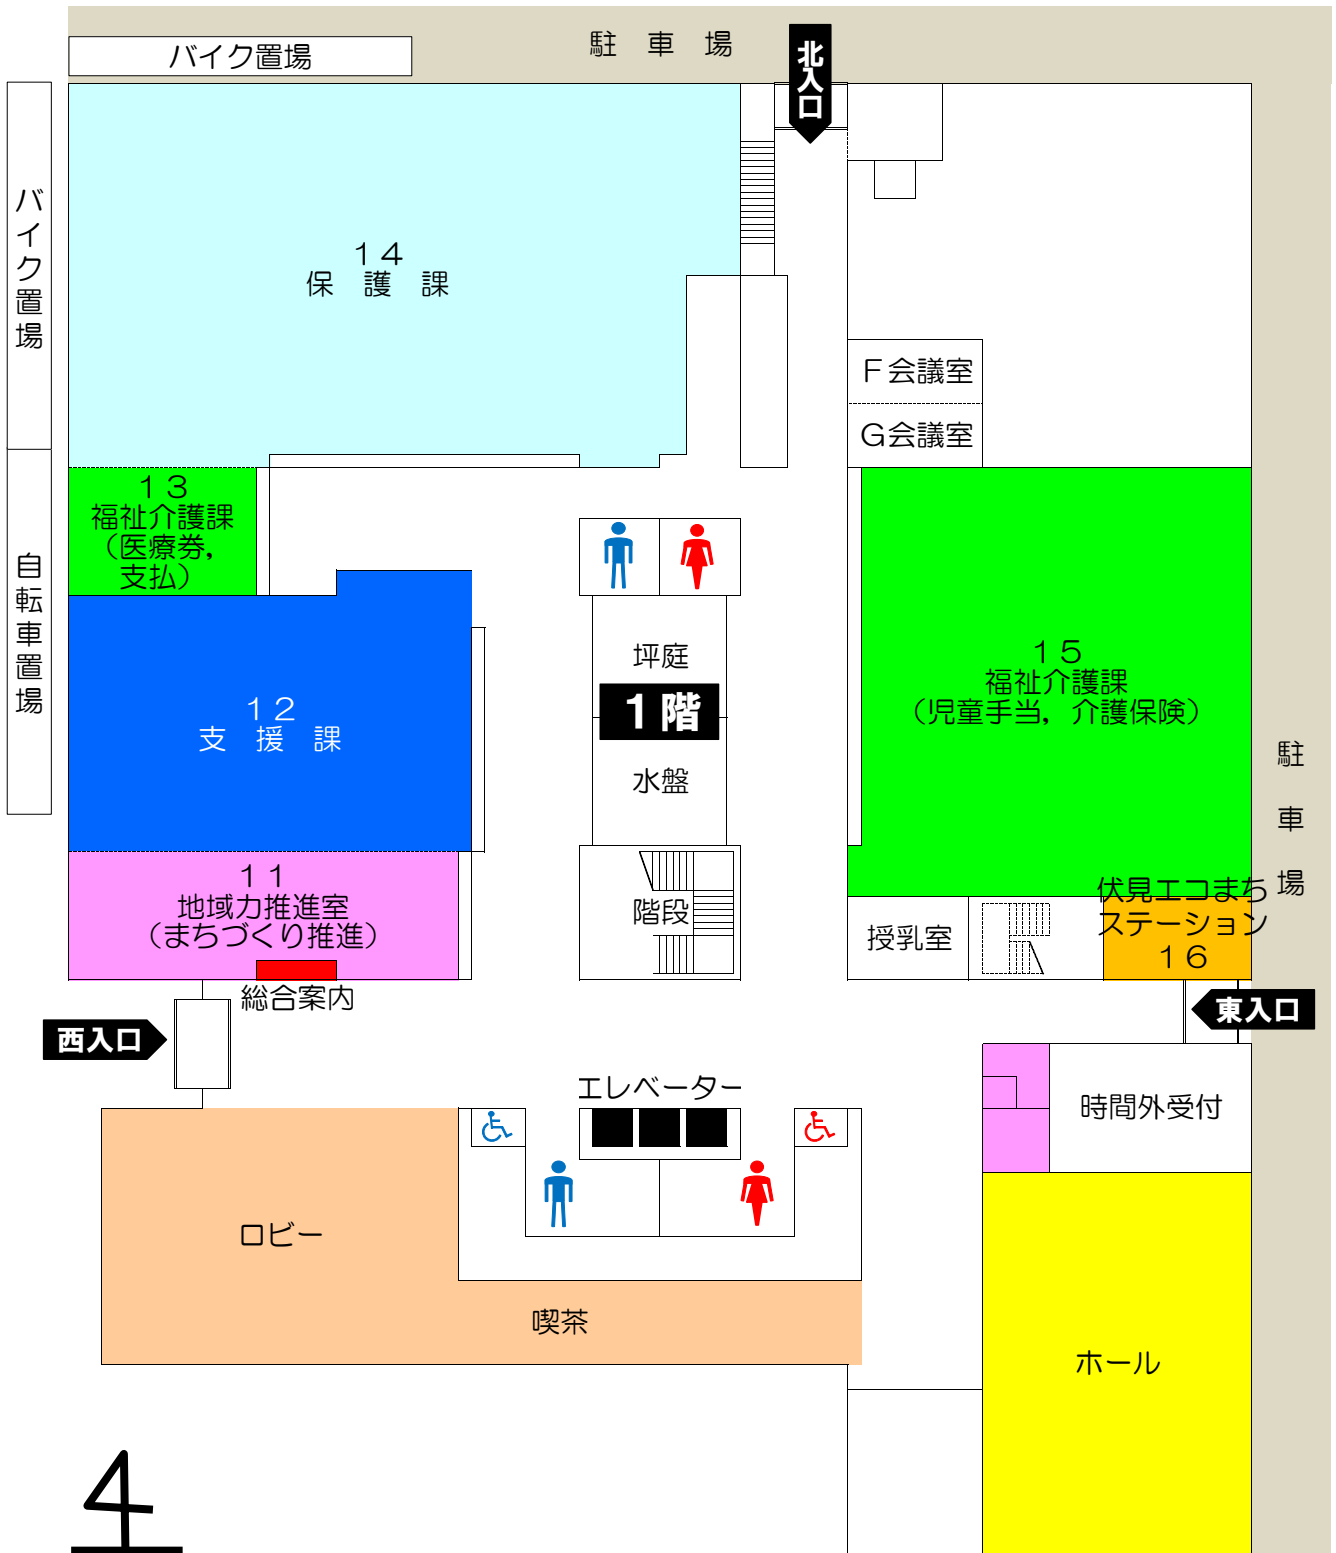 バイク置場
駐　車　場
北入口
バイク置場
１４
保　護　課
Ｆ会議室
Ｇ会議室
１３
福祉介護課
（医療券，
支払）
自転車置場
坪庭
１階
水盤
１５
福祉介護課
（児童手当，介護保険）
１２
支　援　課
駐　車　場
１１
地域力推進室
（まちづくり推進）
階段
授乳室
伏見エコまち
ステーション
１６
総合案内
西入口
東入口
エレベーター
時間外受付
ロビー
喫茶
ホール